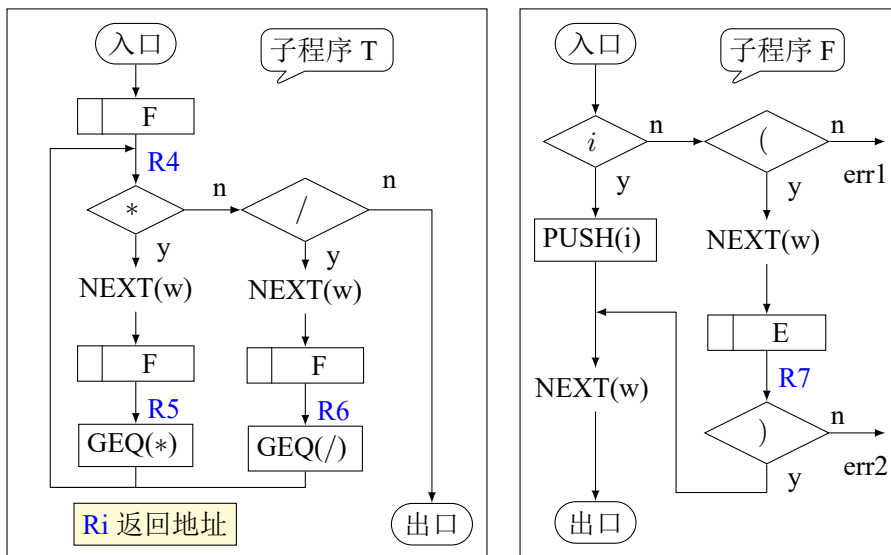 入口
子程序 T
F
R4
*
n
/
n
y
y
NEXT(w)
NEXT(w)
F
F
R5
R6
GEQ(*)
GEQ(/)
Ri 返回地址
出口
入口
子程序 F
i
n
(
n
err1
y
y
PUSH(i)
NEXT(w)
E
R7
NEXT(w)
)
n
err2
y
出口